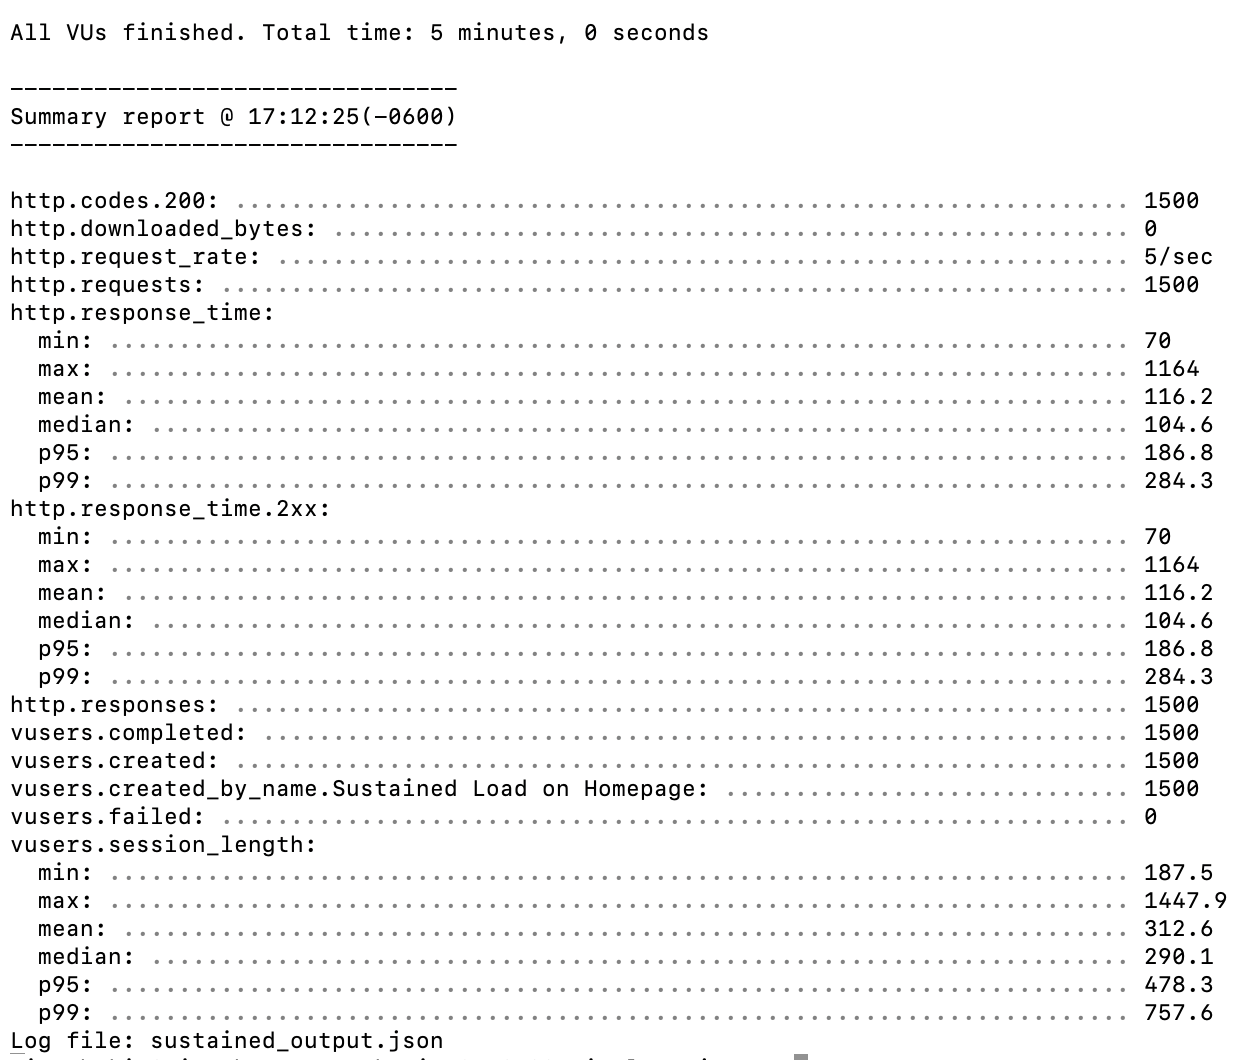 All VUs finished. Total time: 5 minutes, 0 seconds
--------------------------------
Summary report @ 17:12:25(-0600)
--------------------------------
http.codes.200: ................................................................ 1500
http.downloaded_bytes: ......................................................... 0
http.request_rate: ............................................................. 5/sec
http.requests: ................................................................. 1500
http.response_time:
  min: ......................................................................... 70
  max: ......................................................................... 1164
  mean: ........................................................................ 116.2
  median: ...................................................................... 104.6
  p95: ......................................................................... 186.8
  p99: ......................................................................... 284.3
http.response_time.2xx:
  min: ......................................................................... 70
  max: ......................................................................... 1164
  mean: ........................................................................ 116.2
  median: ...................................................................... 104.6
  p95: ......................................................................... 186.8
  p99: ......................................................................... 284.3
http.responses: ................................................................ 1500
vusers.completed: .............................................................. 1500
vusers.created: ................................................................ 1500
vusers.created_by_name.Sustained Load on Homepage: ............................. 1500
vusers.failed: ................................................................. 0
vusers.session_length:
  min: ......................................................................... 187.5
  max: ......................................................................... 1447.9
  mean: ........................................................................ 312.6
  median: ...................................................................... 290.1
  p95: ......................................................................... 478.3
  p99: ......................................................................... 757.6
Log file: sustained_output.json